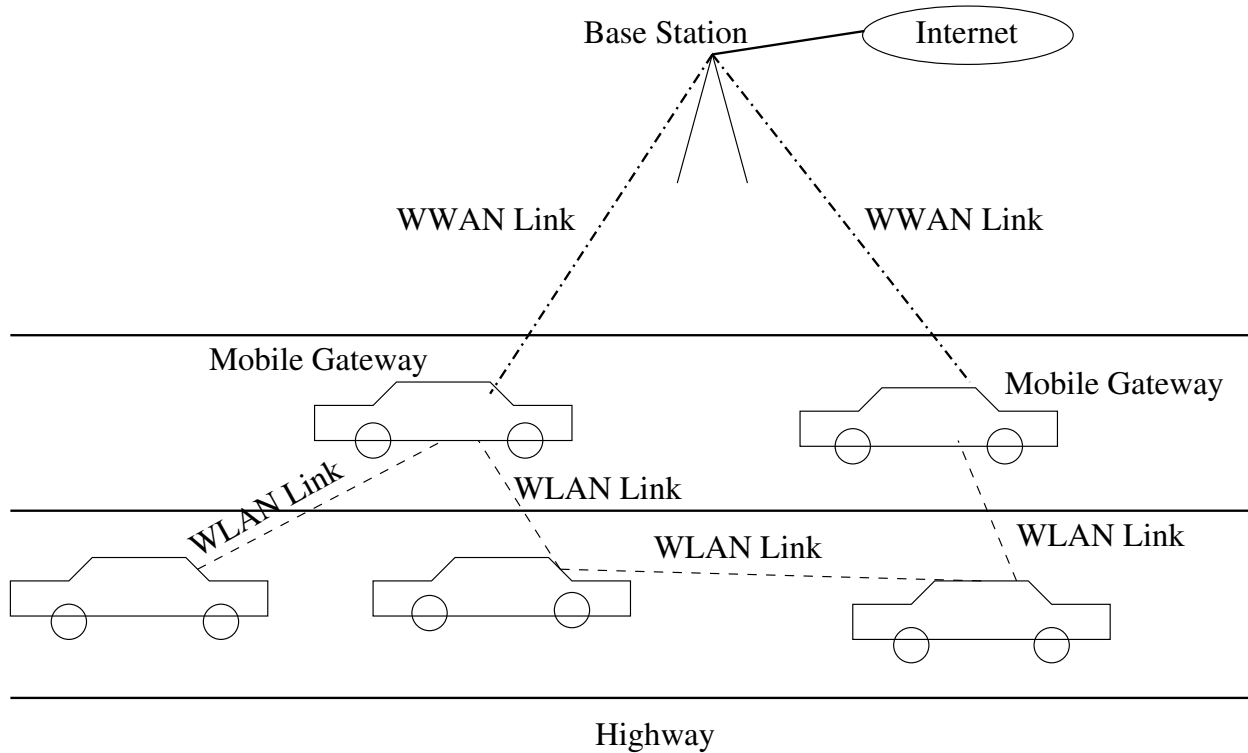 Base Station
Internet
WWAN Link
WWAN Link
Mobile Gateway
Mobile Gateway
WLAN Link
WLAN Link
WLAN Link
WLAN Link
Highway